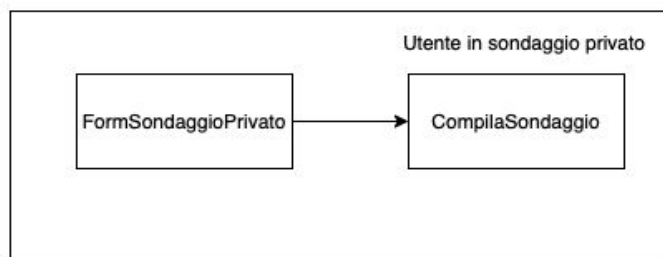 Utente in sondaggio privato
FormSondaggioPrivato
CompilaSondaggio